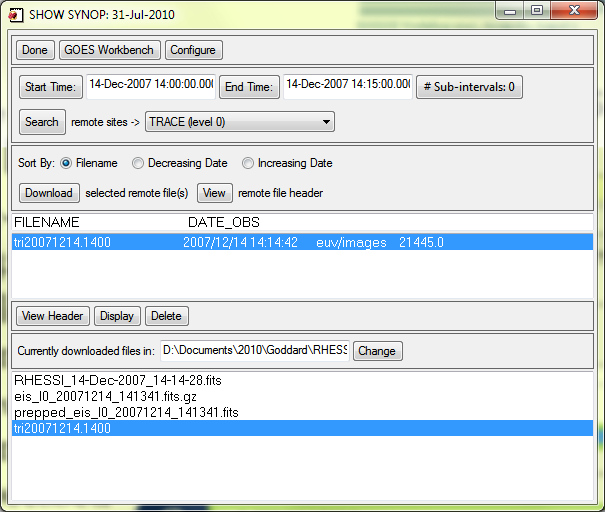 SHOW SYNOP: 31-Jul-2010
Done GOES Workbench Configure
Start Time: 14-Dec-2007 14:00:00.000 End Time: 14-Dec-2007 14:15:00.000 # Sub-intervals: 0
Search remote sites -> TRACE (level 0)
Sort By: Filename Decreasing Date Increasing Date
Download selected remote file(s) View remote file header
FILENAME DATE_OBS
tri20071214.1400 2007/12/14 14:14:42 euv/images 21445.0
View Header Display Delete
Currently downloaded files in: D:\Documents\2010\Goddard\RHESS Change
RHESSI_14-Dec-2007_14-14-28.fits
eis_l0_20071214_141341.fits.gz
prepped_eis_l0_20071214_141341.fits
tri20071214.1400